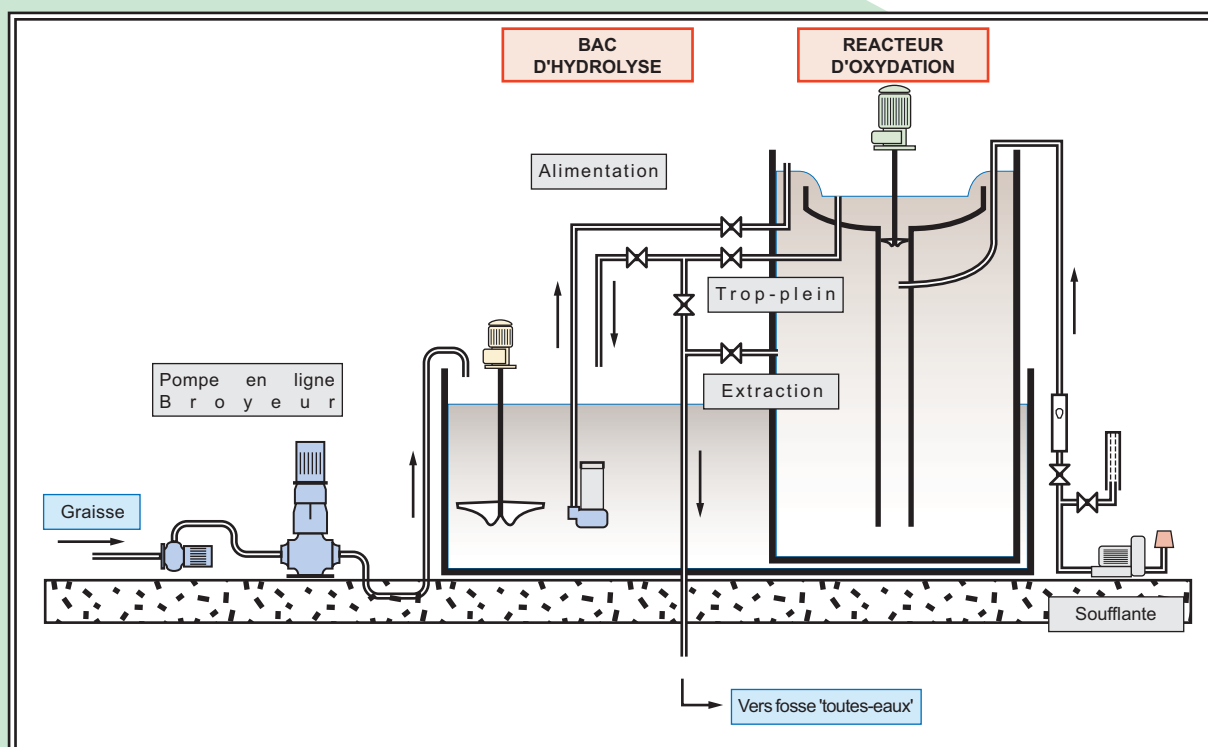 BAC
D'HYDROLYSE
REACTEUR
D'OXYDATION
Alimentation
Trop-plein
Pompe en ligne
Broyeur
Extraction
Graisse
Soufflante
Vers fosse 'toutes-eaux'